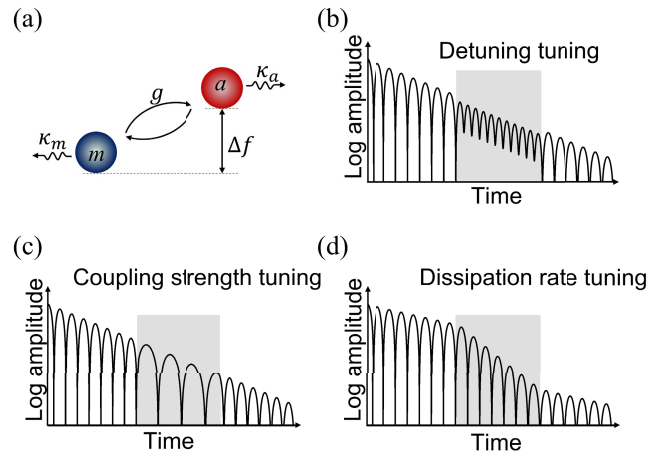 (a)
κ_a
a
g
κ_m
m
Δf
(b)
Detuning tuning
Log amplitude
Time
(c)
Coupling strength tuning
Log amplitude
Time
(d)
Dissipation rate tuning
Log amplitude
Time